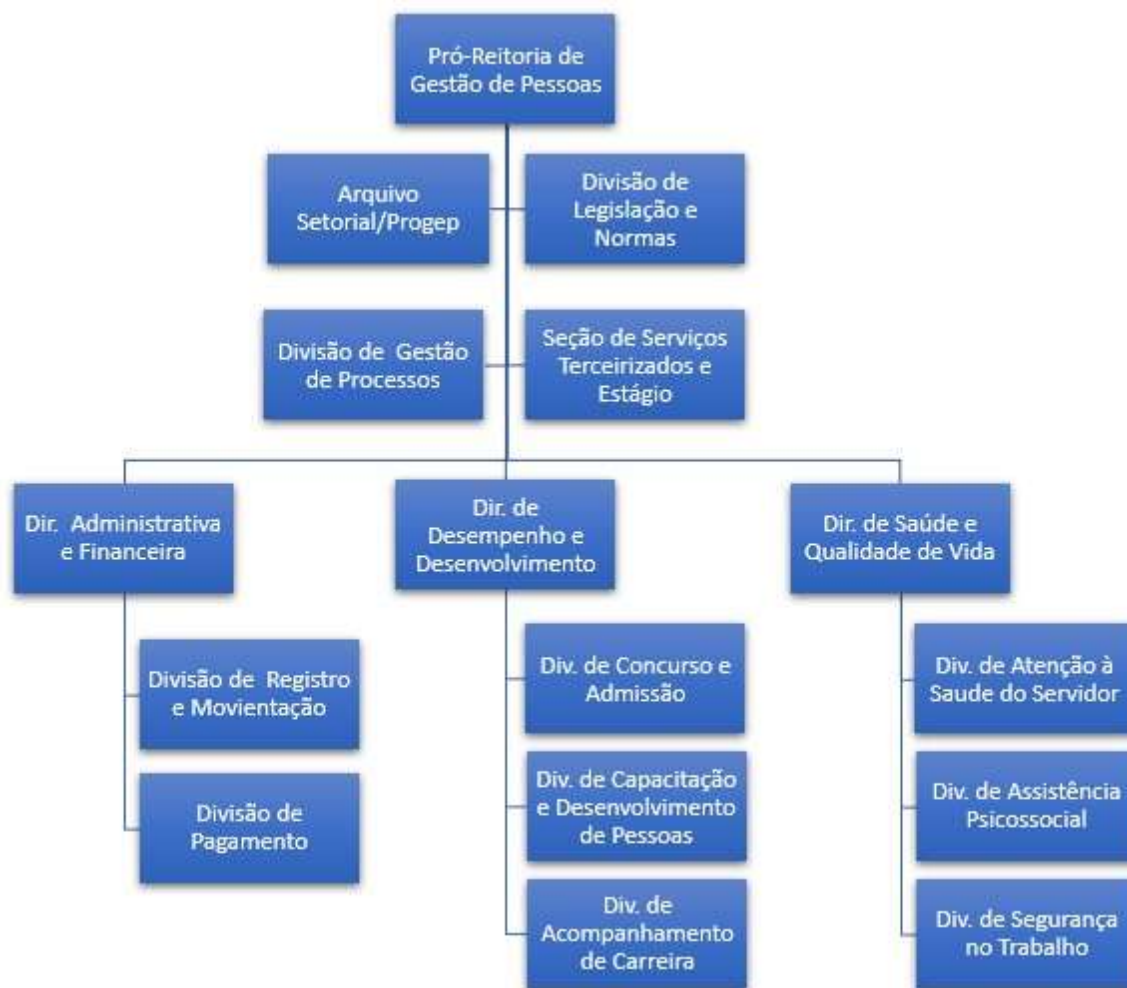 Pró-Reitoria de
Gestão de Pessoas
Arquivo
Setorial/Progep
Divisão de
Legislação e
Normas
Divisão de Gestão
de Processos
Seção de Serviços
Terceirizados e
Estágio
Dir. Administrativa
e Financeira
Divisão de Registro
e Movientação
Divisão de
Pagamento
Dir. de
Desempenho e
Desenvolvimento
Div. de Concurso e
Admissão
Div. de Capacitação
e Desenvolvimento
de Pessoas
Div. de
Acompanhamento
de Carreira
Dir. de Saúde e
Qualidade de Vida
Div. de Atenção à
Saude do Servidor
Div. de Assistência
Psicossocial
Div. de Segurança
no Trabalho